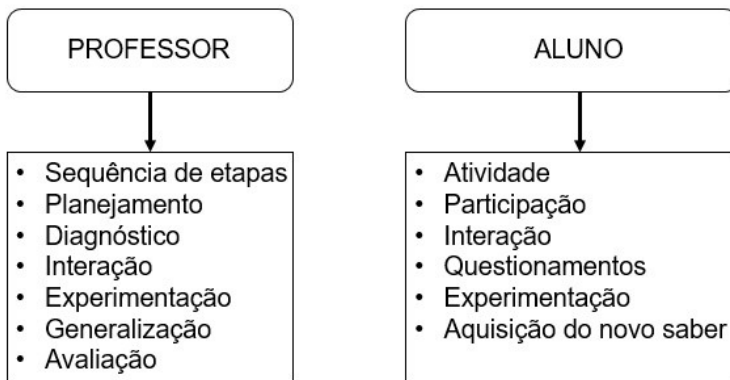 PROFESSOR
• Sequência de etapas
• Planejamento
• Diagnóstico
• Interação
• Experimentação
• Generalização
• Avaliação
ALUNO
• Atividade
• Participação
• Interação
• Questionamentos
• Experimentação
• Aquisição do novo saber